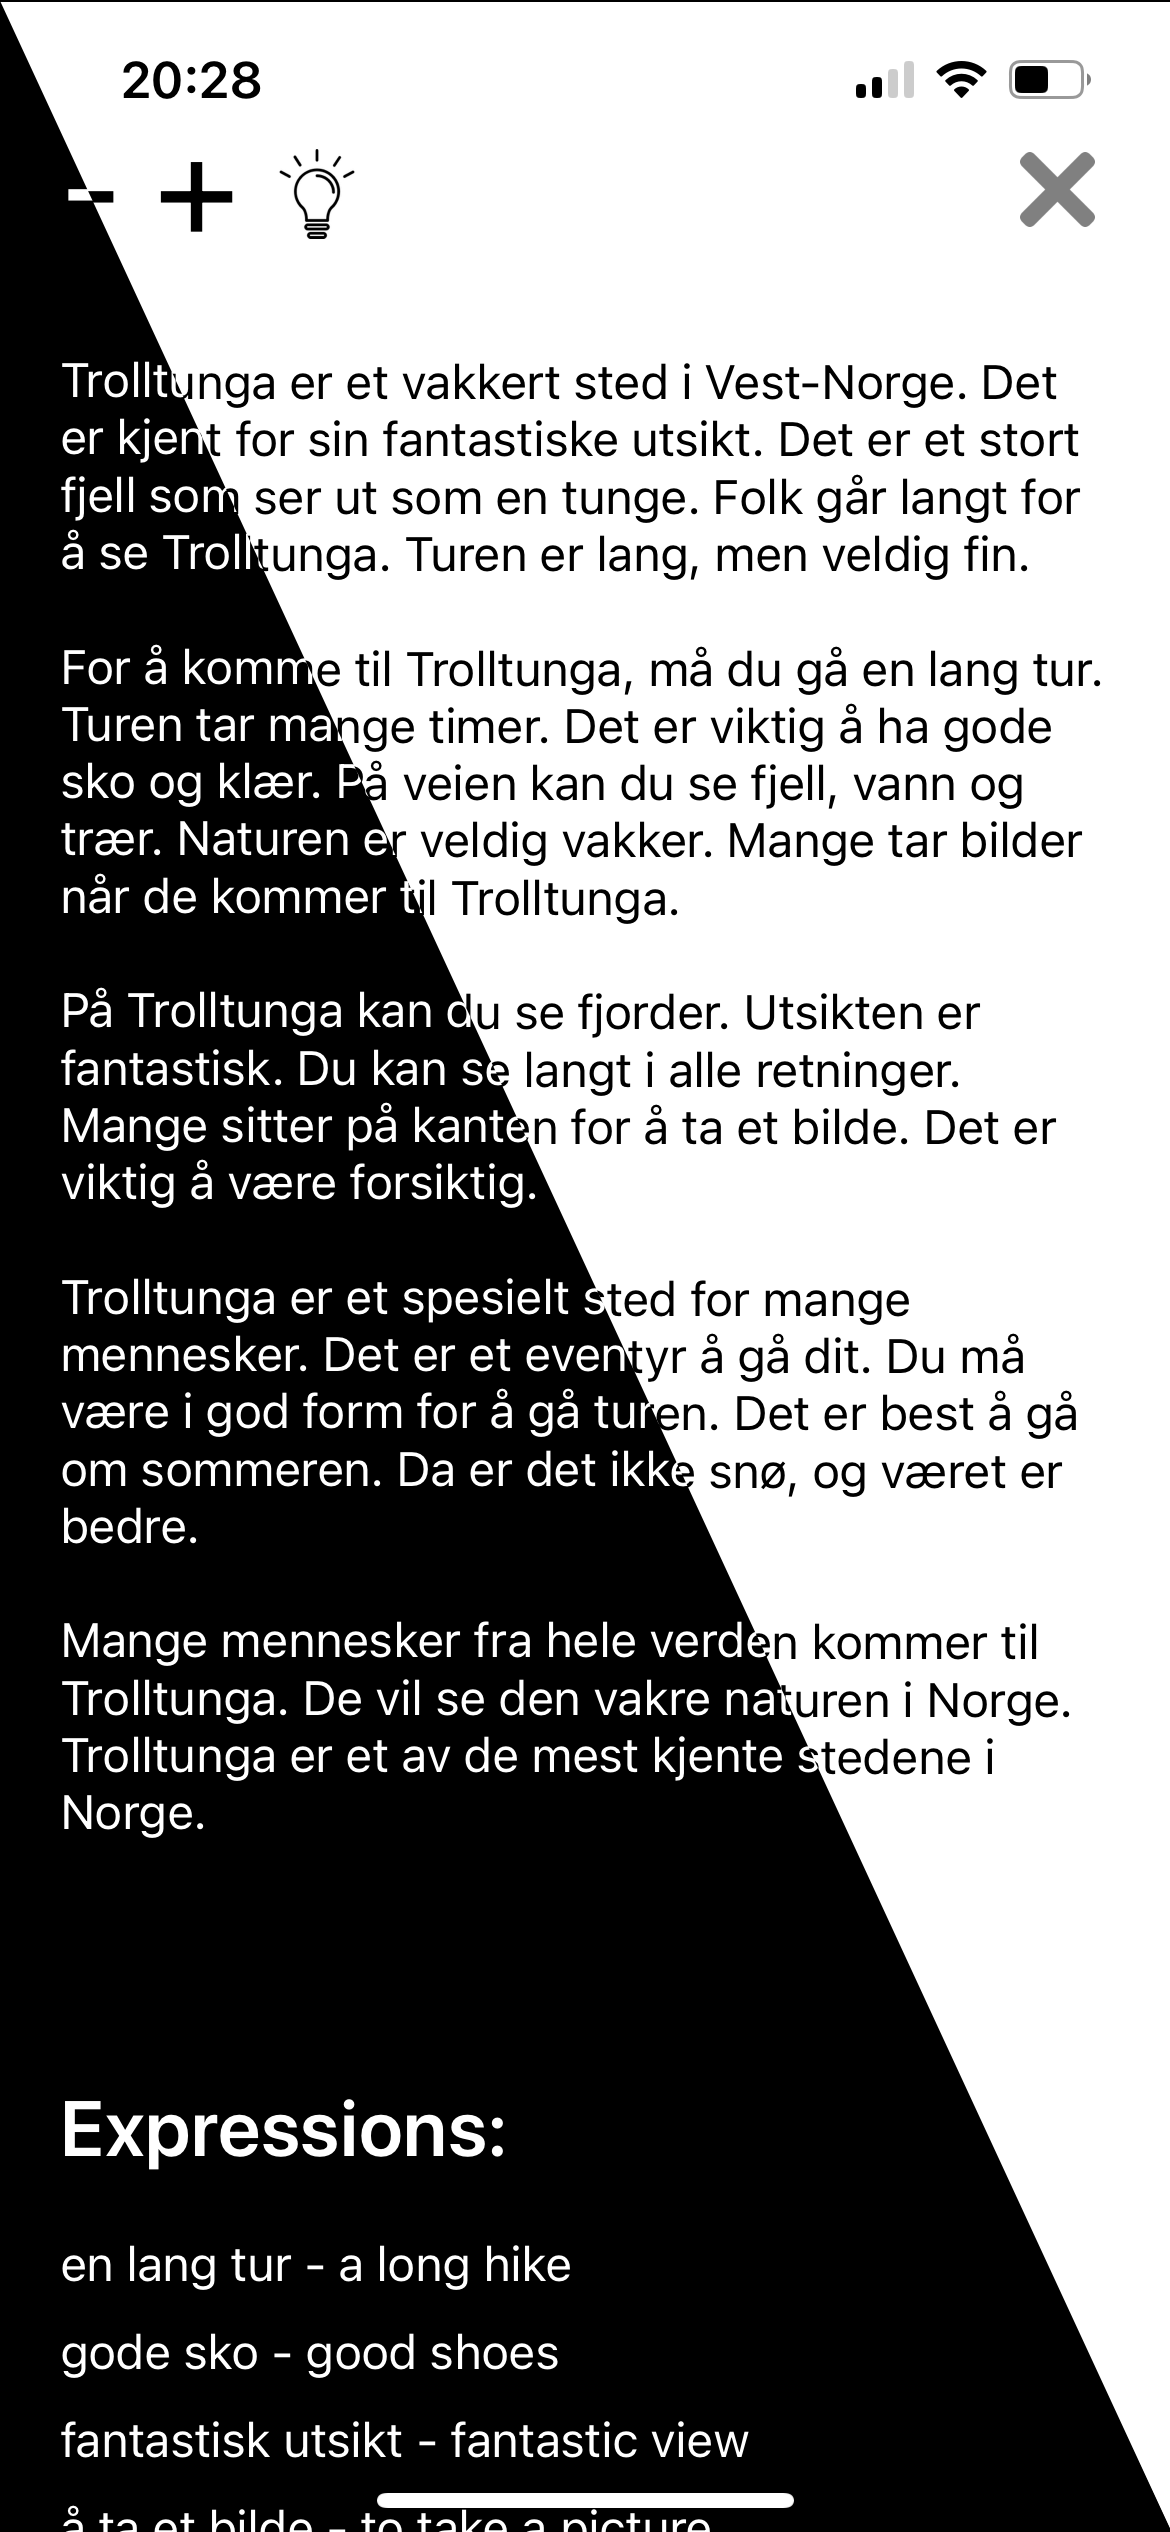 20:28
- +
Trolltunga er et vakkert sted i Vest-Norge. Det
er kjent for sin fantastiske utsikt. Det er et stort
fjell som ser ut som en tunge. Folk går langt for
å se Trolltunga. Turen er lang, men veldig fin.
For å komme til Trolltunga, må du gå en lang tur.
Turen tar mange timer. Det er viktig å ha gode
sko og klær. På veien kan du se fjell, vann og
trær. Naturen er veldig vakker. Mange tar bilder
når de kommer til Trolltunga.
På Trolltunga kan du se fjorder. Utsikten er
fantastisk. Du kan se langt i alle retninger.
Mange sitter på kanten for å ta et bilde. Det er
viktig å være forsiktig.
Trolltunga er et spesielt sted for mange
mennesker. Det er et eventyr å gå dit. Du må
være i god form for å gå turen. Det er best å gå
om sommeren. Da er det ikke snø, og været er
bedre.
Mange mennesker fra hele verden kommer til
Trolltunga. De vil se den vakre naturen i Norge.
Trolltunga er et av de mest kjente stedene i
Norge.
Expressions:
en lang tur - a long hike
gode sko - good shoes
fantastisk utsikt - fantastic view
å ta et bilde - to take a picture